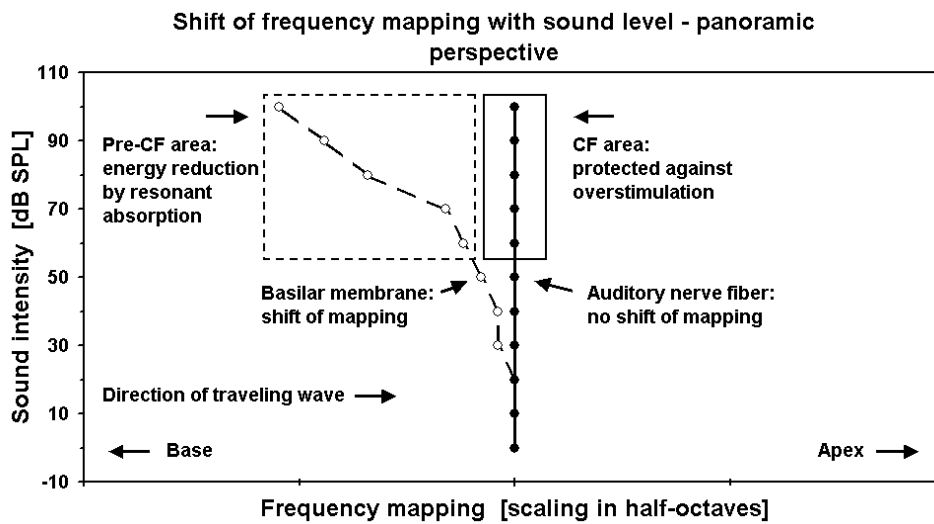 Shift of frequency mapping with sound level - panoramic
perspective
110
90
70
50
30
10
-10
Sound intensity [dB SPL]
Pre-CF area:
energy reduction
by resonant
absorption
CF area:
protected against
overstimulation
Basilar membrane:
shift of mapping
Auditory nerve fiber:
no shift of mapping
Direction of traveling wave
Base
Apex
Frequency mapping [scaling in half-octaves]